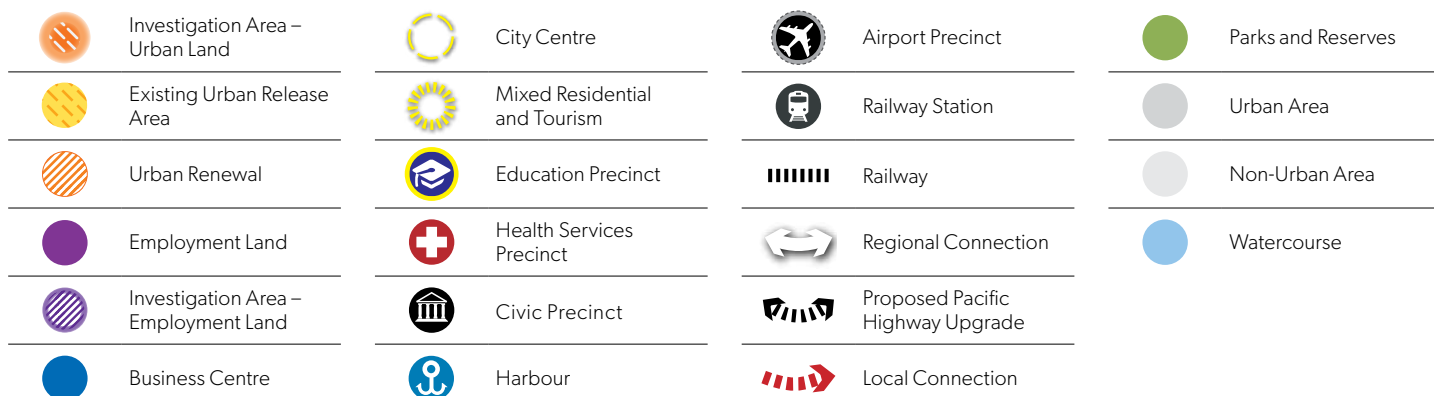 Investigation Area –
Urban Land
Existing Urban Release
Area
Urban Renewal
Employment Land
Investigation Area –
Employment Land
Business Centre
City Centre
Mixed Residential
and Tourism
Education Precinct
Health Services
Precinct
Civic Precinct
Harbour
Airport Precinct
Railway Station
Railway
Regional Connection
Proposed Pacific
Highway Upgrade
Local Connection
Parks and Reserves
Urban Area
Non-Urban Area
Watercourse